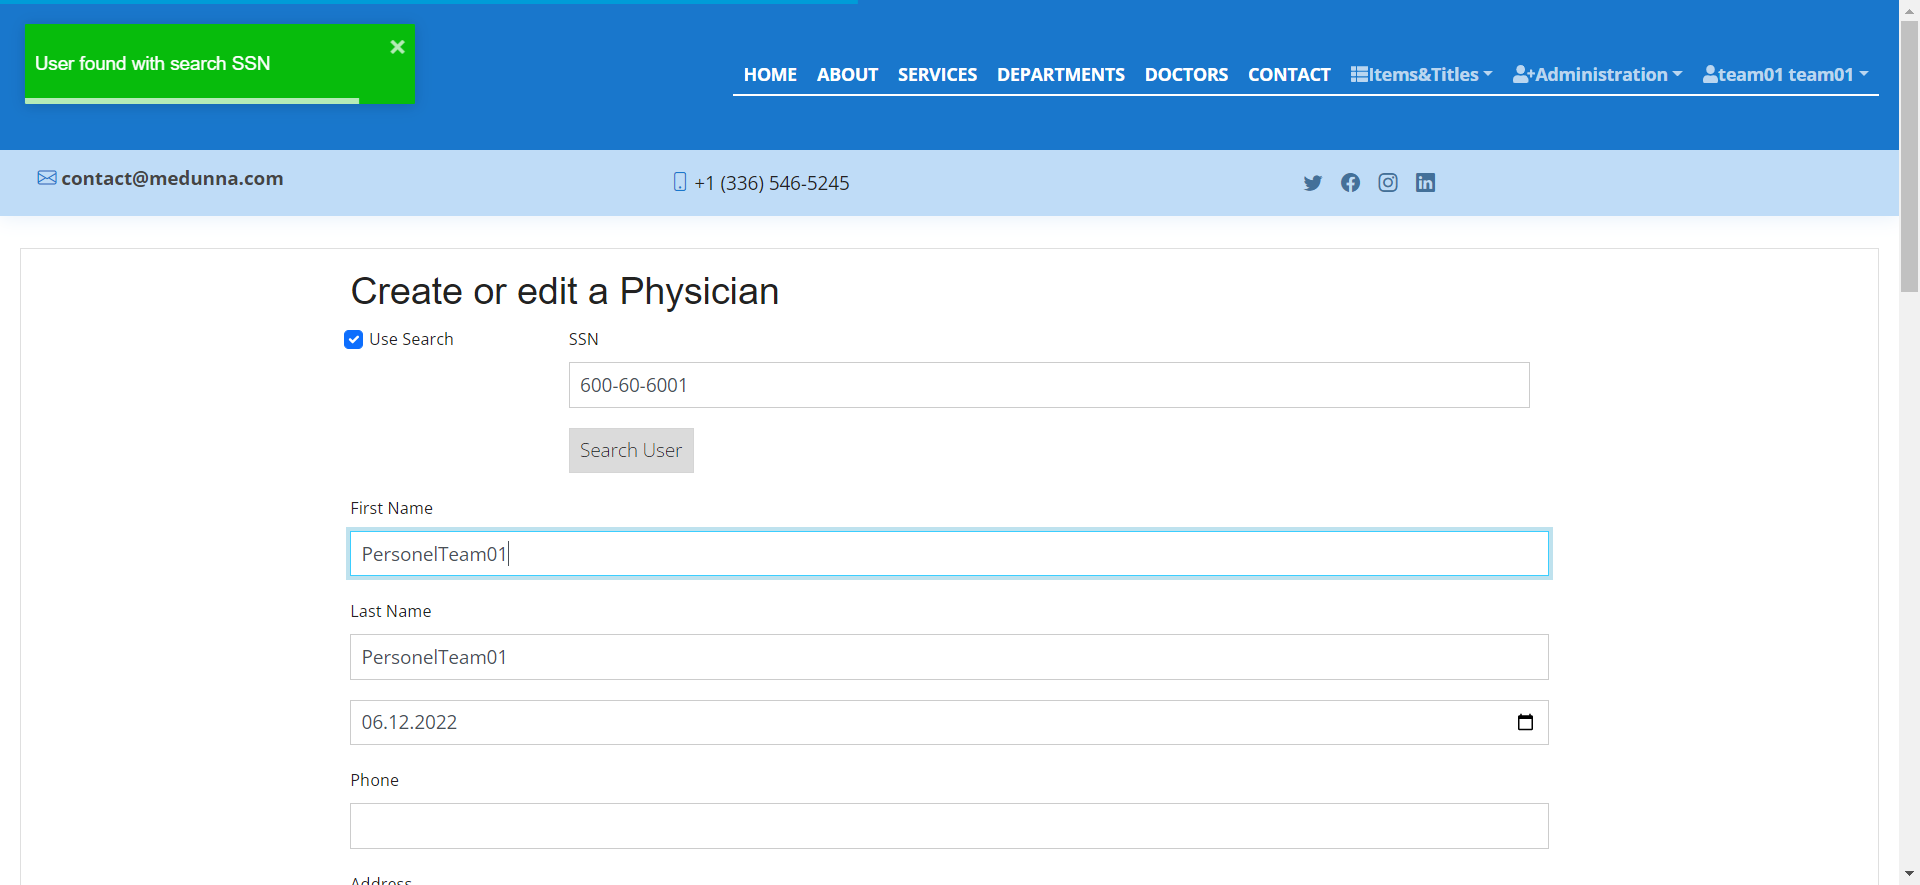 User found with search SSN
HOME ABOUT SERVICES DEPARTMENTS DOCTORS CONTACT Items&Titles Administration team01 team01
contact@medunna.com
+1 (336) 546-5245
Create or edit a Physician
Use Search
SSN
600-60-6001
Search User
First Name
PersonelTeam01
Last Name
PersonelTeam01
06.12.2022
Phone
Address